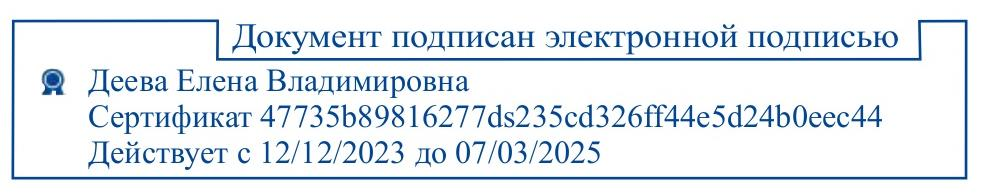 Документ подписан электронной подписью
Деева Елена Владимировна
Сертификат 47735b89816277ds235cd326ff44e5d24b0eec44
Действует с 12/12/2023 до 07/03/2025